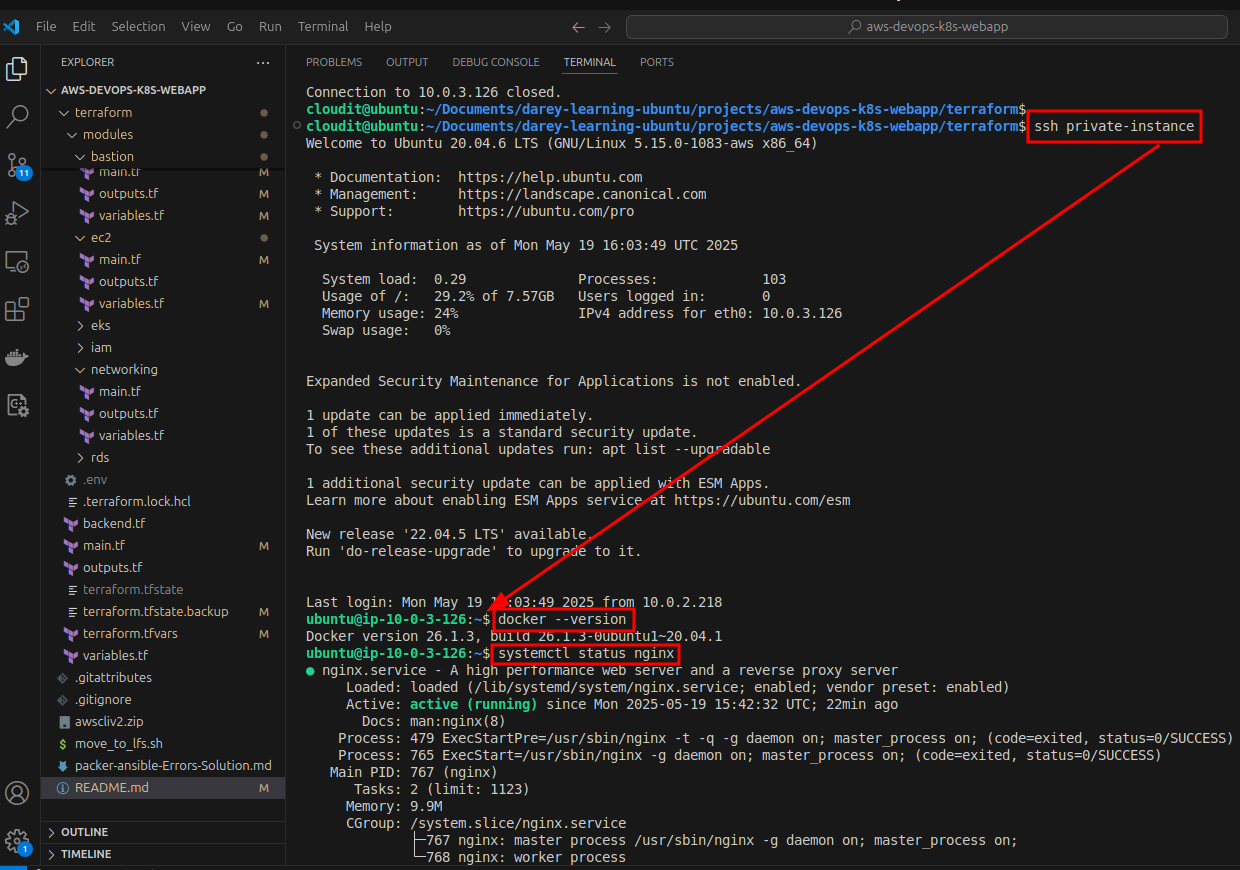 File Edit Selection View Go Run Terminal Help
aws-devops-k8s-webapp
EXPLORER
AWS-DEVOPS-K8S-WEBAPP
terraform
modules
bastion
main.tf M
outputs.tf M
variables.tf M
ec2
main.tf M
outputs.tf
variables.tf M
eks
iam
networking
main.tf
outputs.tf
variables.tf
rds
.env
.terraform.lock.hcl
backend.tf
main.tf M
outputs.tf
terraform.tfstate
terraform.tfstate.backup M
terraform.tfvars M
variables.tf
.gitattributes
.gitignore
awscliv2.zip
move_to_lfs.sh
packer-ansible-Errors-Solution.md
README.md M
OUTLINE
TIMELINE
11
1
PROBLEMS OUTPUT DEBUG CONSOLE TERMINAL PORTS
Connection to 10.0.3.126 closed.
cloudit@ubuntu:~/Documents/darey-learning-ubuntu/projects/aws-devops-k8s-webapp/terraform$
cloudit@ubuntu:~/Documents/darey-learning-ubuntu/projects/aws-devops-k8s-webapp/terraform$ ssh private-instance
Welcome to Ubuntu 20.04.6 LTS (GNU/Linux 5.15.0-1083-aws x86_64)
* Documentation: https://help.ubuntu.com
* Management: https://landscape.canonical.com
* Support: https://ubuntu.com/pro
System information as of Mon May 19 16:03:49 UTC 2025
System load: 0.29 Processes: 103
Usage of /: 29.2% of 7.57GB Users logged in: 0
Memory usage: 24% IPv4 address for eth0: 10.0.3.126
Swap usage: 0%
Expanded Security Maintenance for Applications is not enabled.
1 update can be applied immediately.
1 of these updates is a standard security update.
To see these additional updates run: apt list --upgradable
1 additional security update can be applied with ESM Apps.
Learn more about enabling ESM Apps service at https://ubuntu.com/esm
New release '22.04.5 LTS' available.
Run 'do-release-upgrade' to upgrade to it.
Last login: Mon May 19 16:03:49 2025 from 10.0.2.218
ubuntu@ip-10-0-3-126:~$ docker --version
Docker version 26.1.3, build 26.1.3-0ubuntu1~20.04.1
ubuntu@ip-10-0-3-126:~$ systemctl status nginx
● nginx.service - A high performance web server and a reverse proxy server
Loaded: loaded (/lib/systemd/system/nginx.service; enabled; vendor preset: enabled)
Active: active (running) since Mon 2025-05-19 15:42:32 UTC; 22min ago
Docs: man:nginx(8)
Process: 479 ExecStartPre=/usr/sbin/nginx -t -q -g daemon on; master_process on; (code=exited, status=0/SUCCESS)
Process: 765 ExecStart=/usr/sbin/nginx -g daemon on; master_process on; (code=exited, status=0/SUCCESS)
Main PID: 767 (nginx)
Tasks: 2 (limit: 1123)
Memory: 9.9M
CGroup: /system.slice/nginx.service
├─767 nginx: master process /usr/sbin/nginx -g daemon on; master_process on;
└─768 nginx: worker process